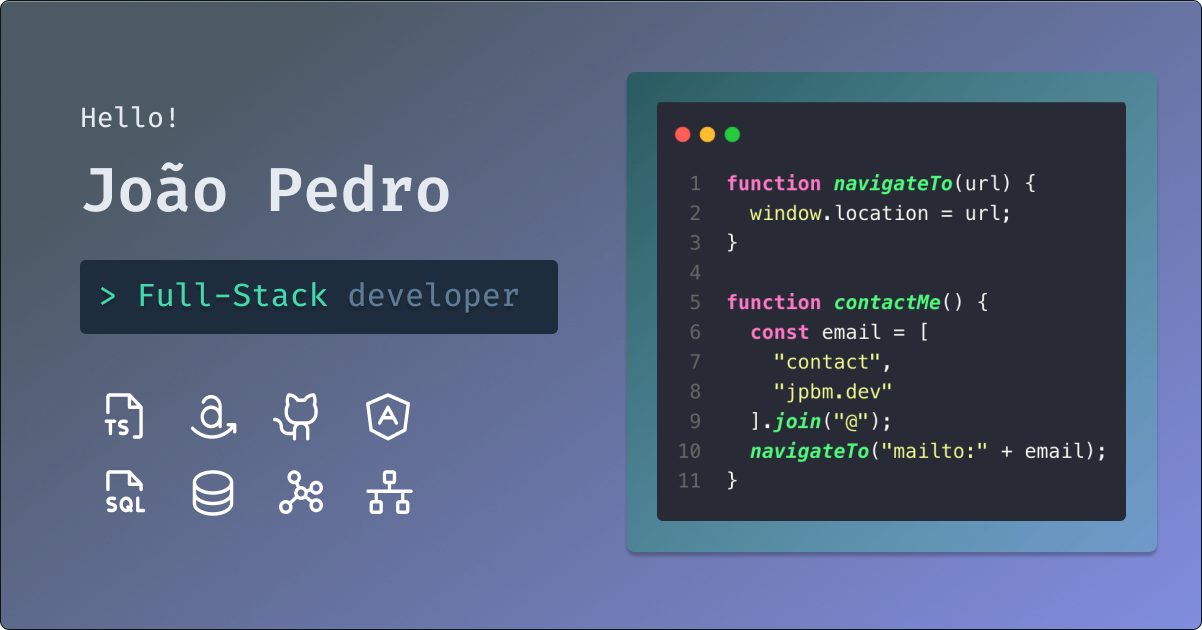 Hello!
João Pedro
> Full-Stack developer
TS
SQL
1 function navigateTo(url) {
2   window.location = url;
3 }
4
5 function contactMe() {
6   const email = [
7     "contact",
8     "jpbm.dev"
9   ].join("@");
10   navigateTo("mailto:" + email);
11 }